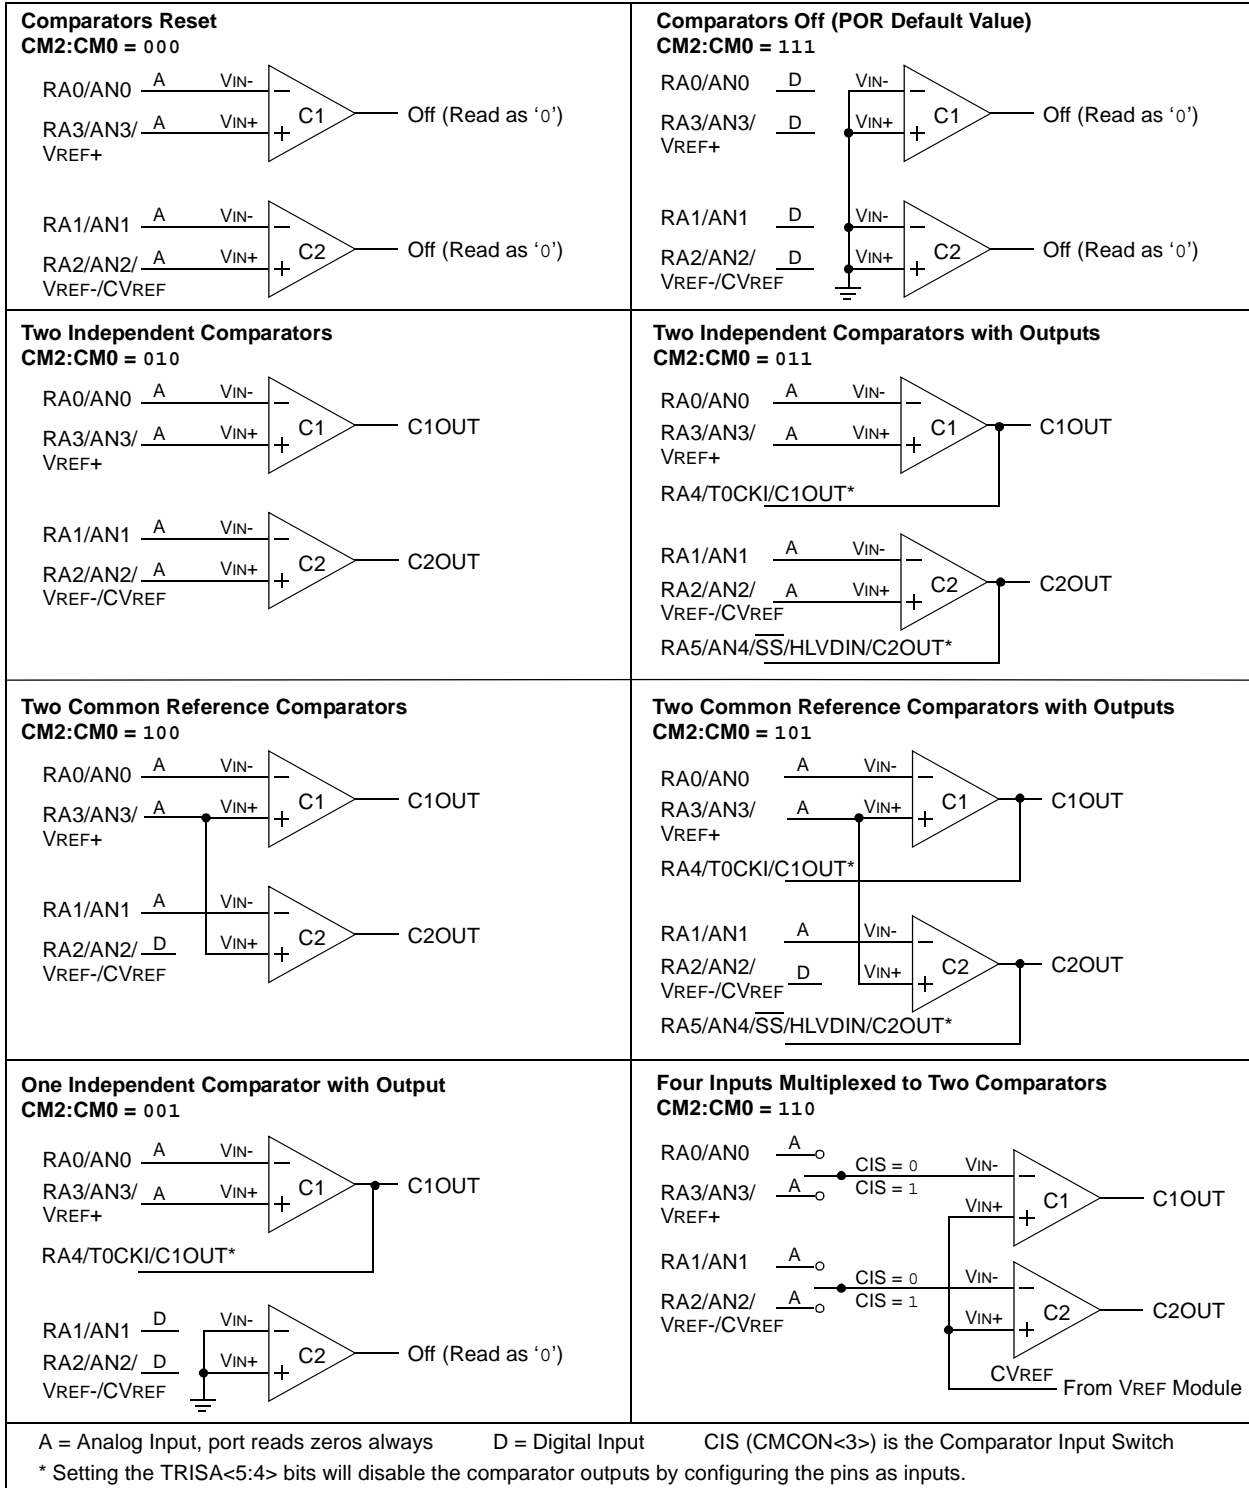 Comparators Reset
CM2:CM0 = 000
RA0/AN0 A VIN-
C1 Off (Read as ‘0’)
RA3/AN3/ A VIN+
VREF+
RA1/AN1 A VIN-
C2 Off (Read as ‘0’)
RA2/AN2/ A VIN+
VREF-/CVREF
Comparators Off (POR Default Value)
CM2:CM0 = 111
RA0/AN0 D VIN-
C1 Off (Read as ‘0’)
RA3/AN3/ D VIN+
VREF+
RA1/AN1 D VIN-
C2 Off (Read as ‘0’)
RA2/AN2/ D VIN+
VREF-/CVREF
Two Independent Comparators
CM2:CM0 = 010
RA0/AN0 A VIN-
C1 C1OUT
RA3/AN3/ A VIN+
VREF+
RA1/AN1 A VIN-
C2 C2OUT
RA2/AN2/ A VIN+
VREF-/CVREF
Two Independent Comparators with Outputs
CM2:CM0 = 011
RA0/AN0 A VIN-
C1 C1OUT
RA3/AN3/ A VIN+
VREF+
RA4/T0CKI/C1OUT*
RA1/AN1 A VIN-
C2 C2OUT
RA2/AN2/ A VIN+
VREF-/CVREF
RA5/AN4/SS/HLVDIN/C2OUT*
Two Common Reference Comparators
CM2:CM0 = 100
RA0/AN0 A VIN-
C1 C1OUT
RA3/AN3/ A VIN+
VREF+
RA1/AN1 A VIN-
C2 C2OUT
RA2/AN2/ D VIN+
VREF-/CVREF
Two Common Reference Comparators with Outputs
CM2:CM0 = 101
RA0/AN0 A VIN-
C1 C1OUT
RA3/AN3/ A VIN+
VREF+
RA4/T0CKI/C1OUT*
RA1/AN1 A VIN-
C2 C2OUT
RA2/AN2/ D VIN+
VREF-/CVREF
RA5/AN4/SS/HLVDIN/C2OUT*
One Independent Comparator with Output
CM2:CM0 = 001
RA0/AN0 A VIN-
C1 C1OUT
RA3/AN3/ A VIN+
VREF+
RA4/T0CKI/C1OUT*
RA1/AN1 D VIN-
C2 Off (Read as ‘0’)
RA2/AN2/ D VIN+
VREF-/CVREF
Four Inputs Multiplexed to Two Comparators
CM2:CM0 = 110
RA0/AN0 A
CIS = 0 VIN-
RA3/AN3/ A CIS = 1
VREF+
VIN+ C1 C1OUT
RA1/AN1 A
CIS = 0 VIN-
RA2/AN2/ A CIS = 1
VREF-/CVREF
VIN+ C2 C2OUT
CVREF
From VREF Module
A = Analog Input, port reads zeros always D = Digital Input CIS (CMCON<3>) is the Comparator Input Switch
* Setting the TRISA<5:4> bits will disable the comparator outputs by configuring the pins as inputs.